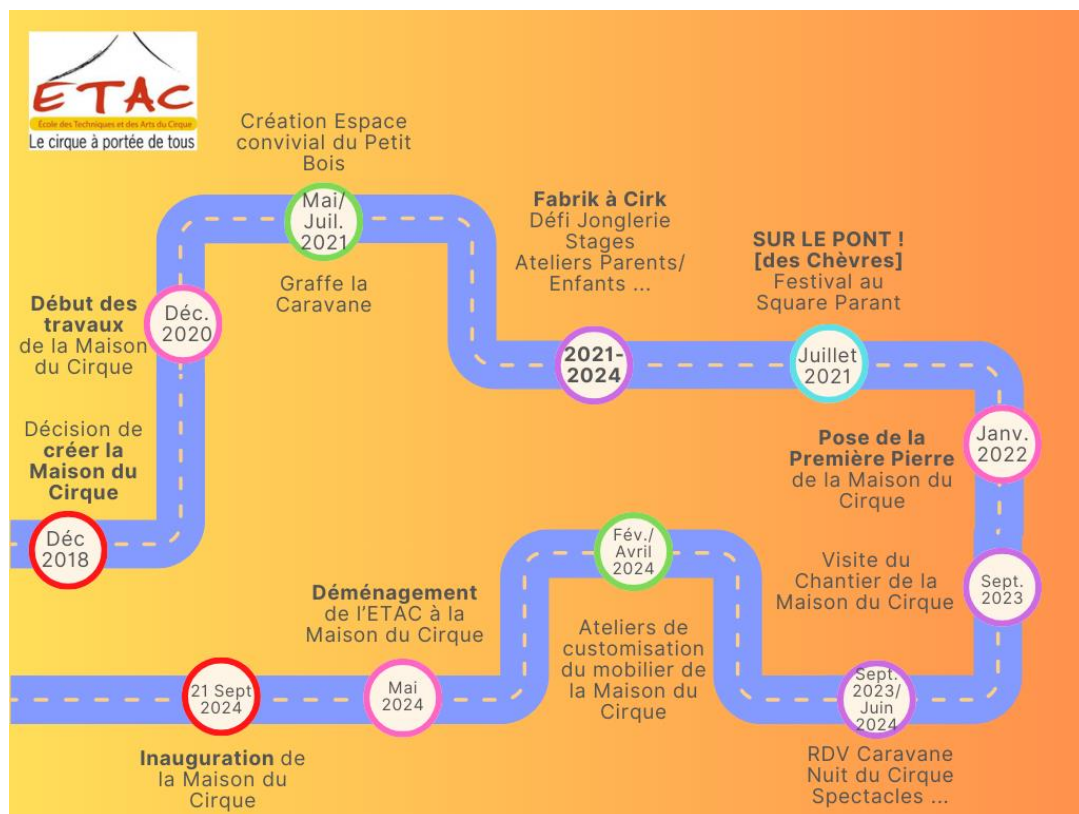 ETAC
École des Techniques et des Arts du Cirque
Le cirque à portée de tous
Décision de
créer la
Maison du
Cirque
Déc
2018
Début des
travaux
de la Maison
du Cirque
Déc.
2020
Création Espace
convivial du Petit
Bois
Mai/
Juil.
2021
Graffe la
Caravane
Fabrik à Cirk
Défi Jonglerie
Stages
Ateliers Parents/
Enfants ...
2021-
2024
SUR LE PONT !
[des Chèvres]
Festival au
Square Parant
Juillet
2021
Janv.
2022
Pose de la
Première Pierre
de la Maison du
Cirque
Visite du
Chantier de la
Maison du Cirque
Sept.
2023
Sept.
2023/
Juin
2024
RDV Caravane
Nuit du Cirque
Spectacles ...
Fév./
Avril
2024
Ateliers de
customisation
du mobilier de
la Maison du
Cirque
Déménagement
de l’ETAC à la
Maison du Cirque
Mai
2024
21 Sept
2024
Inauguration de
la Maison du
Cirque